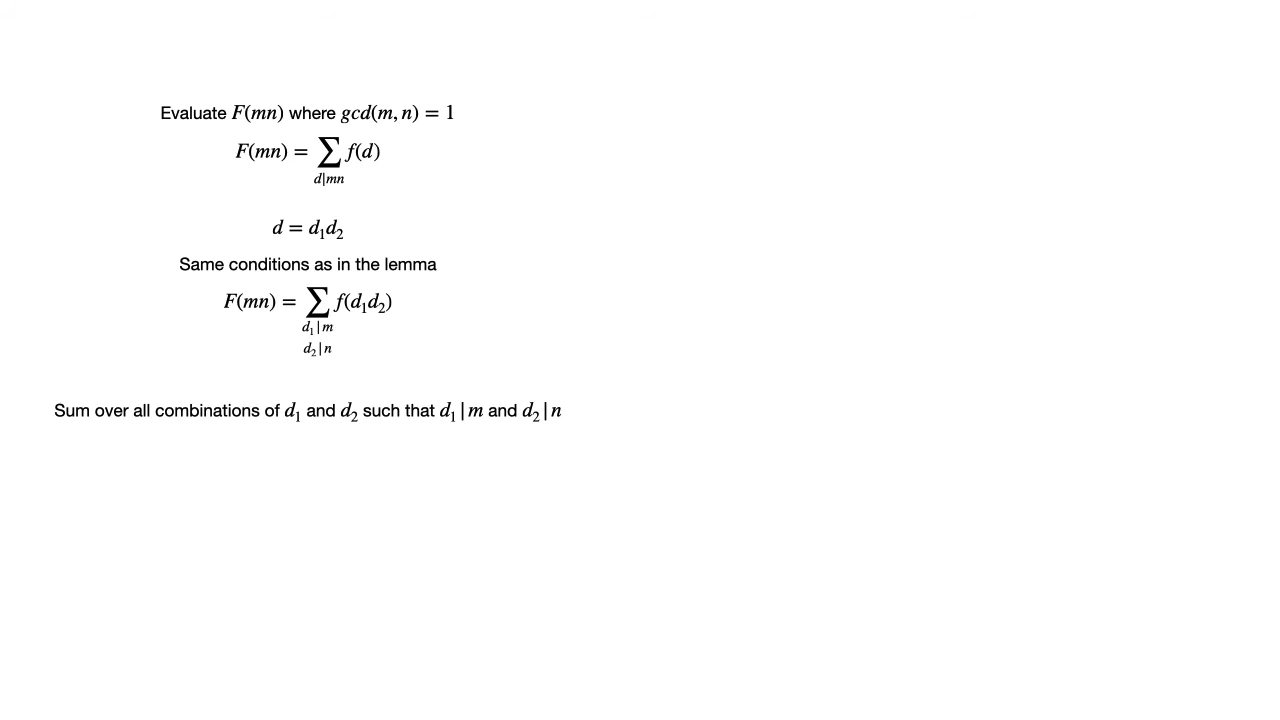 Evaluate F(mn) where gcd(m, n) = 1
F(mn) = ∑ f(d)
d|mn
d = d₁d₂
Same conditions as in the lemma
F(mn) = ∑ f(d₁d₂)
d₁|m
d₂|n
Sum over all combinations of d₁ and d₂ such that d₁|m and d₂|n